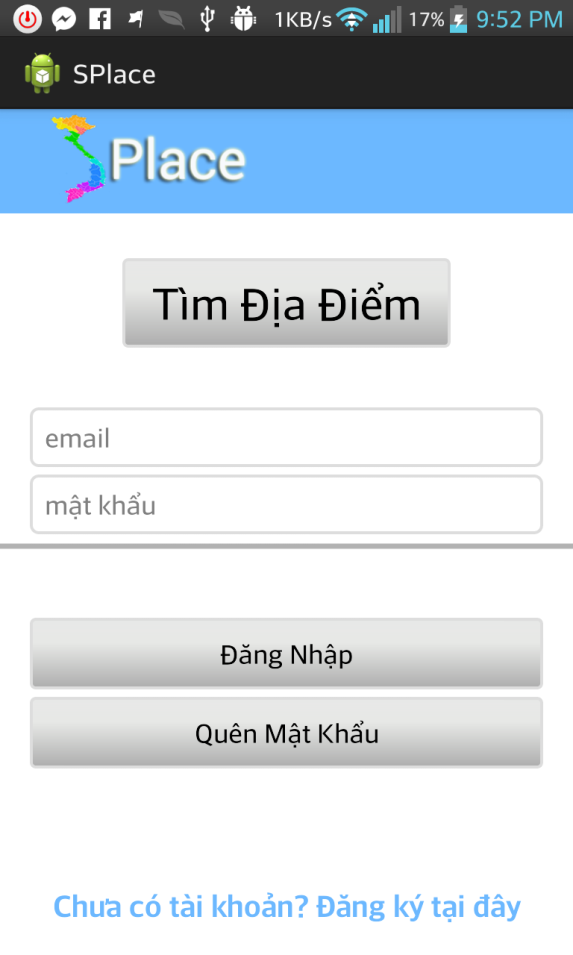 1KB/s 17% 9:52 PM
SPlace
Place
Tìm Địa Điểm
email
mật khẩu
Đăng Nhập
Quên Mật Khẩu
Chưa có tài khoản? Đăng ký tại đây